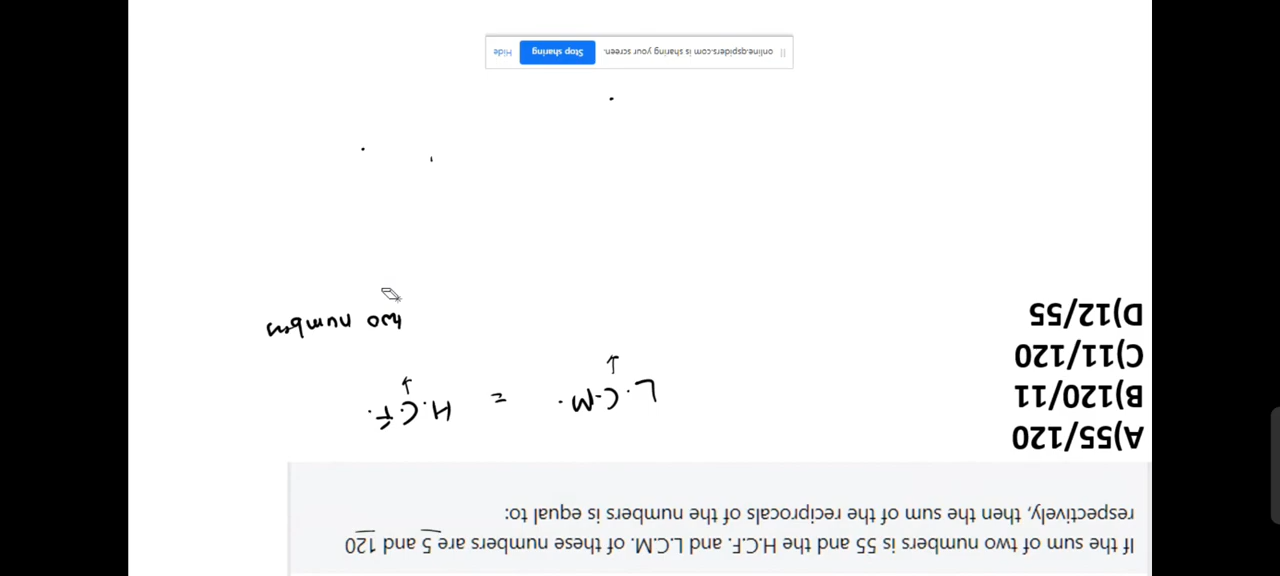 If the sum of two numbers is 55 and the H.C.F. and L.C.M. of these numbers are 5 and 120
respectively, then the sum of the reciprocals of the numbers is equal to:
A)55/120
B)120/11
C)11/120
D)12/55
L.C.M. = H.C.F.
two numbers
online.qspiders.com is sharing your screen. Stop sharing Hide